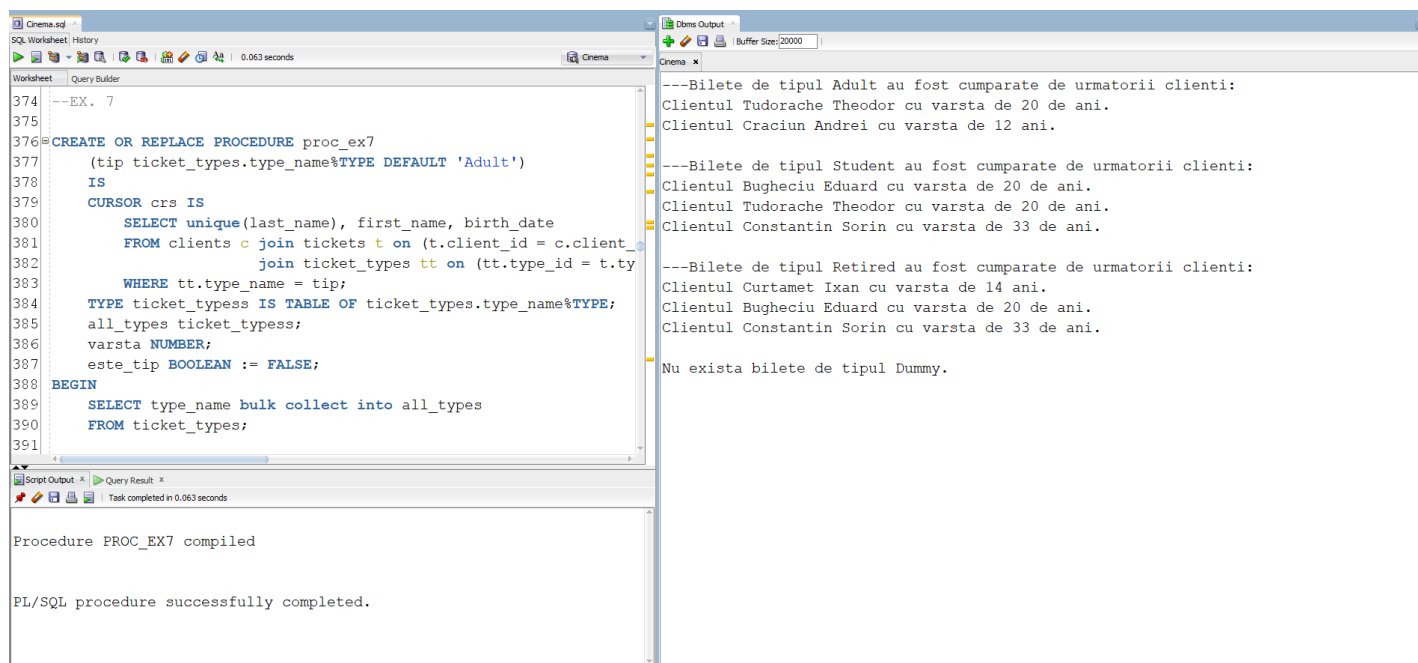 Cinema.sql
SQL Worksheet History
0.063 seconds
Cinema
Worksheet Query Builder
374 --EX. 7
375
376 CREATE OR REPLACE PROCEDURE proc_ex7
377 (tip ticket_types.type_name%TYPE DEFAULT 'Adult')
378 IS
379 CURSOR crs IS
380 SELECT unique(last_name), first_name, birth_date
381 FROM clients c join tickets t on (t.client_id = c.client_
382 join ticket_types tt on (tt.type_id = t.ty
383 WHERE tt.type_name = tip;
384 TYPE ticket_typess IS TABLE OF ticket_types.type_name%TYPE;
385 all_types ticket_typess;
386 varsta NUMBER;
387 este_tip BOOLEAN := FALSE;
388 BEGIN
389 SELECT type_name bulk collect into all_types
390 FROM ticket_types;
391
Script Output x Query Result x
Task completed in 0.063 seconds
Procedure PROC_EX7 compiled
PL/SQL procedure successfully completed.
Dbms Output
Buffer Size: 20000
Cinema x
---Bilete de tipul Adult au fost cumparate de urmatorii clienti:
Clientul Tudorache Theodor cu varsta de 20 de ani.
Clientul Craciun Andrei cu varsta de 12 ani.
---Bilete de tipul Student au fost cumparate de urmatorii clienti:
Clientul Bugheciu Eduard cu varsta de 20 de ani.
Clientul Tudorache Theodor cu varsta de 20 de ani.
Clientul Constantin Sorin cu varsta de 33 de ani.
---Bilete de tipul Retired au fost cumparate de urmatorii clienti:
Clientul Curtamet Ixan cu varsta de 14 ani.
Clientul Bugheciu Eduard cu varsta de 20 de ani.
Clientul Constantin Sorin cu varsta de 33 de ani.
Nu exista bilete de tipul Dummy.